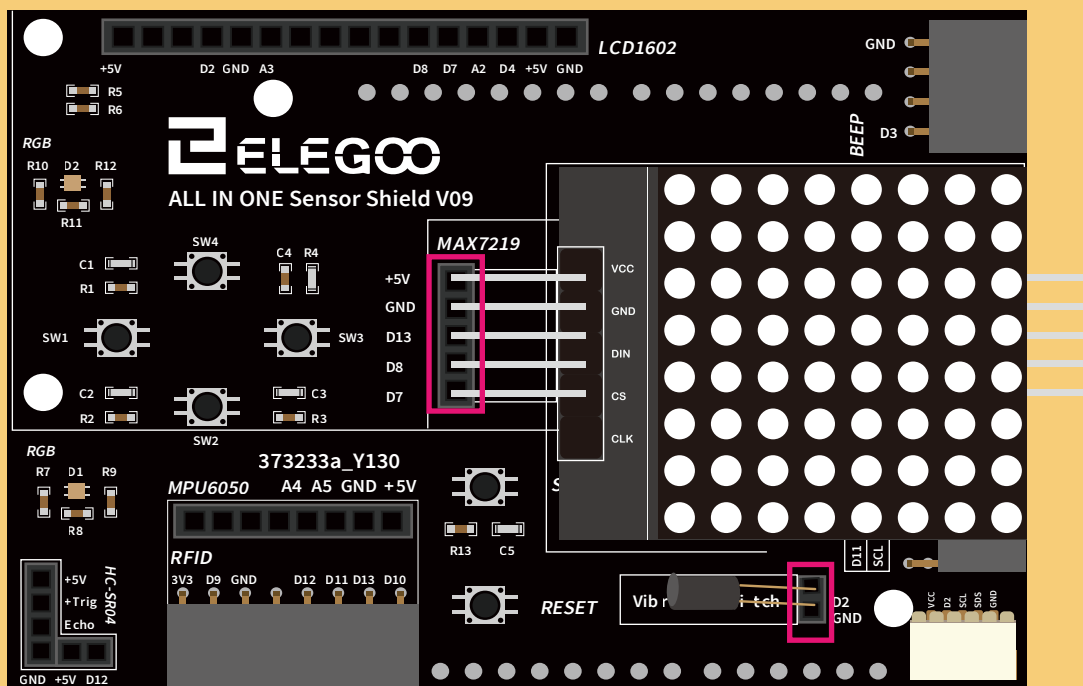 LCD1602
GND
+5V D2 GND A3 D8 D7 A2 D4 +5V GND
R5
R6
BEEP
D3
RGB
R10 D2 R12
R11
ELEGOO
ALL IN ONE Sensor Shield V09
SW4
MAX7219
C4 R4
C1
R1
+5V
GND
D13
D8
D7
VCC
GND
DIN
CS
CLK
SW1
SW3
C2
R2
C3
R3
SW2
RGB
R7 D1 R9
R8
373233a_Y130
MPU6050 A4 A5 GND +5V
S
R13 C5
D11
SCL
RFID
3V3 D9 GND D12 D11 D13 D10
HC-SR04
+5V
+Trig
Echo
GND +5V D12
RESET
Vib r i tch
D2
GND
VCC
D2
SCL
SDS
GND